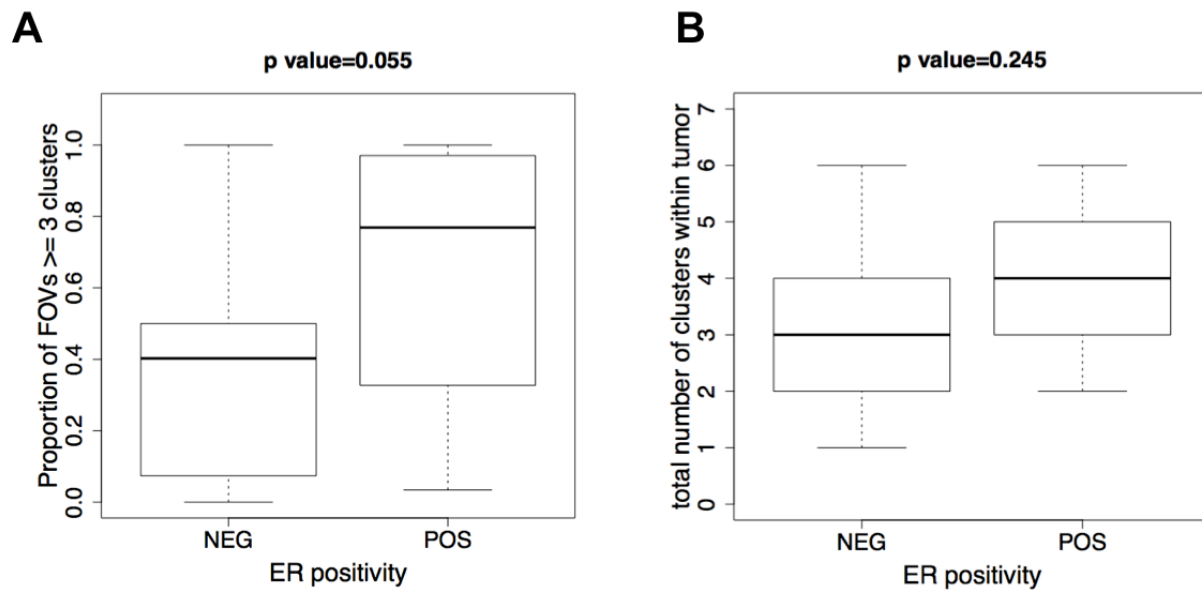 A
p value=0.055
Proportion of FOVs >= 3 clusters
1.0
0.8
0.6
0.4
0.2
0.0
NEG
POS
ER positivity
B
p value=0.245
total number of clusters within tumor
7
6
5
4
3
2
1
0
NEG
POS
ER positivity